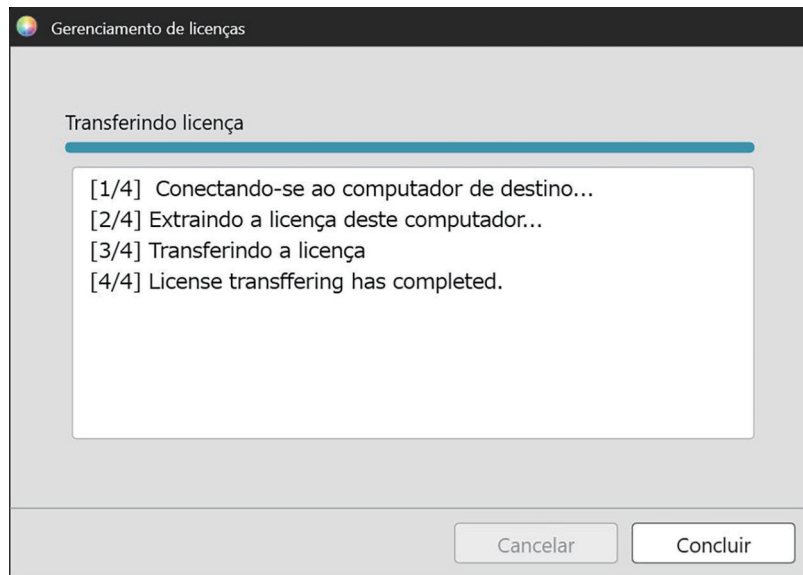 Gerenciamento de licenças
Transferindo licença
[1/4]  Conectando-se ao computador de destino...
[2/4] Extraindo a licença deste computador...
[3/4] Transferindo a licença
[4/4] License transffering has completed.
Cancelar
Concluir